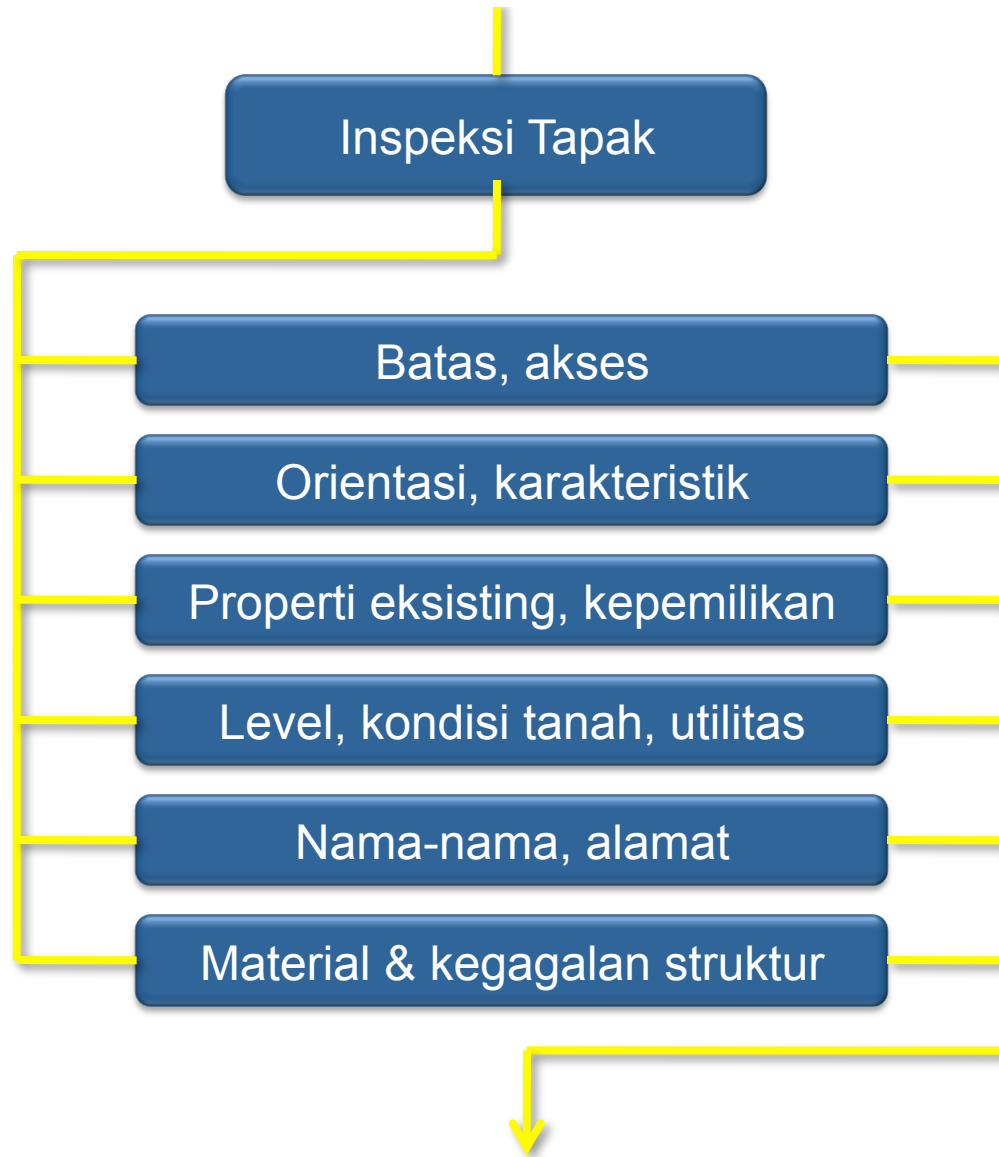 Inspeksi Tapak
Batas, akses
Orientasi, karakteristik
Properti eksisting, kepemilikan
Level, kondisi tanah, utilitas
Nama-nama, alamat
Material & kegagalan struktur